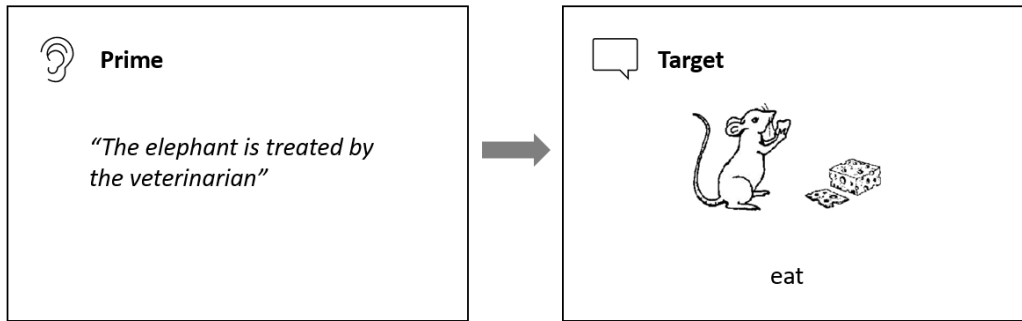 Prime
“The elephant is treated by
the veterinarian”
Target
eat